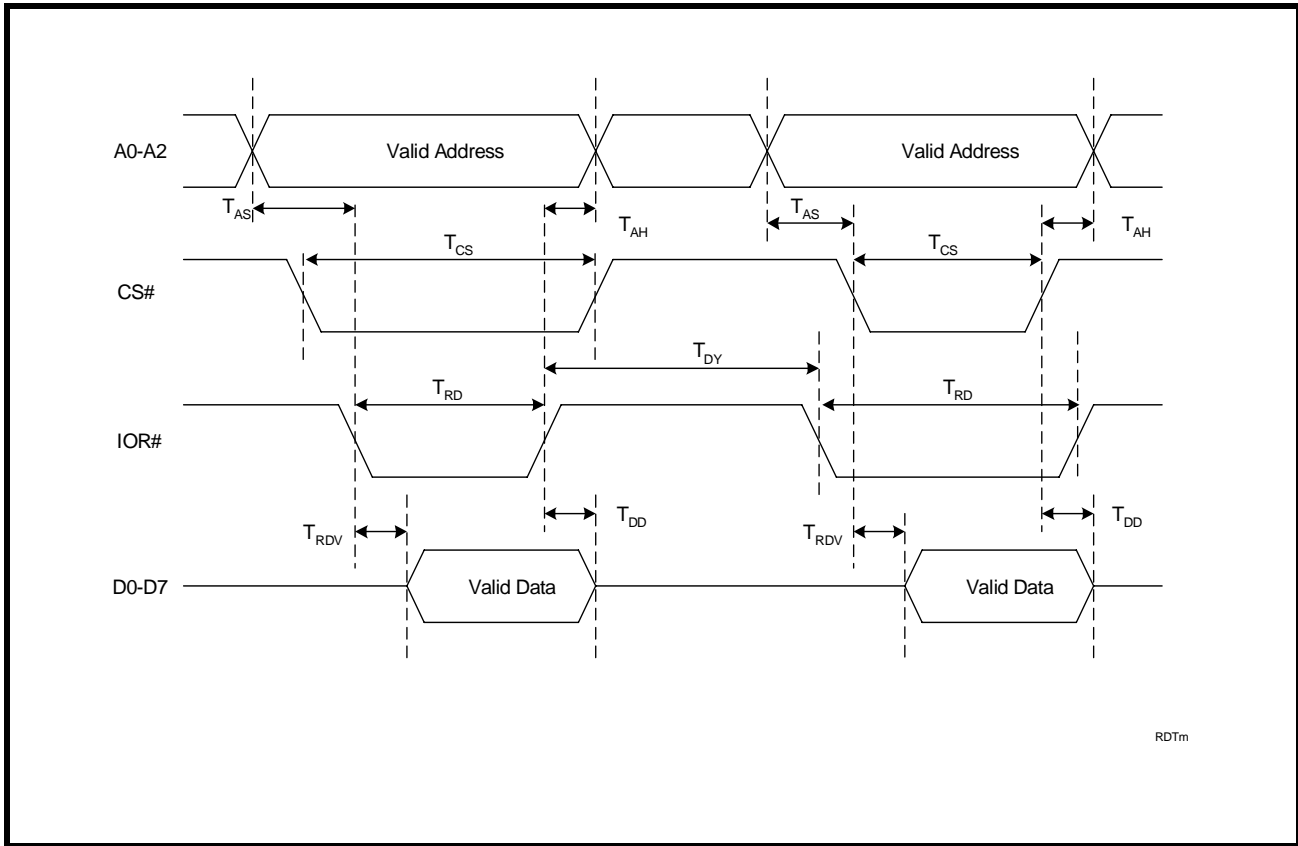 A0-A2
Valid Address
Valid Address
TAS
TAH
TAS
TAH
TCS
TCS
CS#
TDY
TRD
TRD
IOR#
TRDV
TDD
TRDV
TDD
D0-D7
Valid Data
Valid Data
RDTm